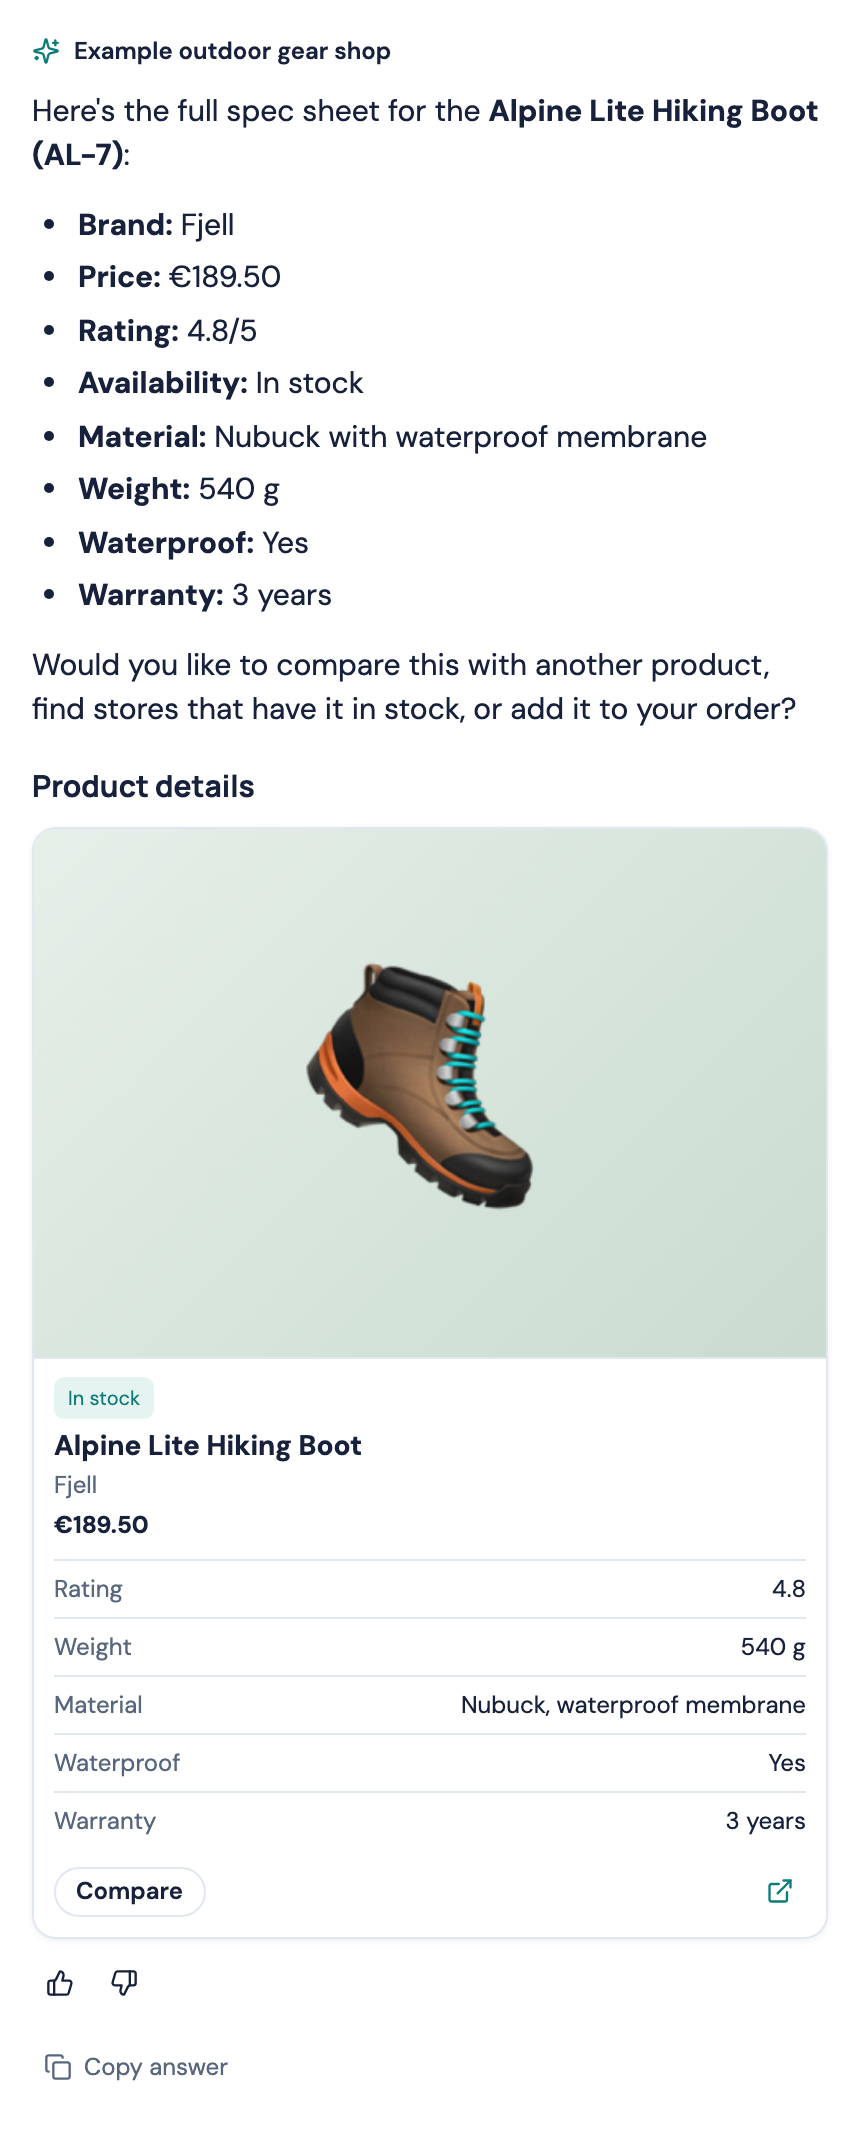 Example outdoor gear shop
Here's the full spec sheet for the Alpine Lite Hiking Boot
(AL-7):
• Brand: Fjell
• Price: €189.50
• Rating: 4.8/5
• Availability: In stock
• Material: Nubuck with waterproof membrane
• Weight: 540 g
• Waterproof: Yes
• Warranty: 3 years
Would you like to compare this with another product,
find stores that have it in stock, or add it to your order?
Product details
In stock
Alpine Lite Hiking Boot
Fjell
€189.50
Rating 4.8
Weight 540 g
Material Nubuck, waterproof membrane
Waterproof Yes
Warranty 3 years
Compare
Copy answer